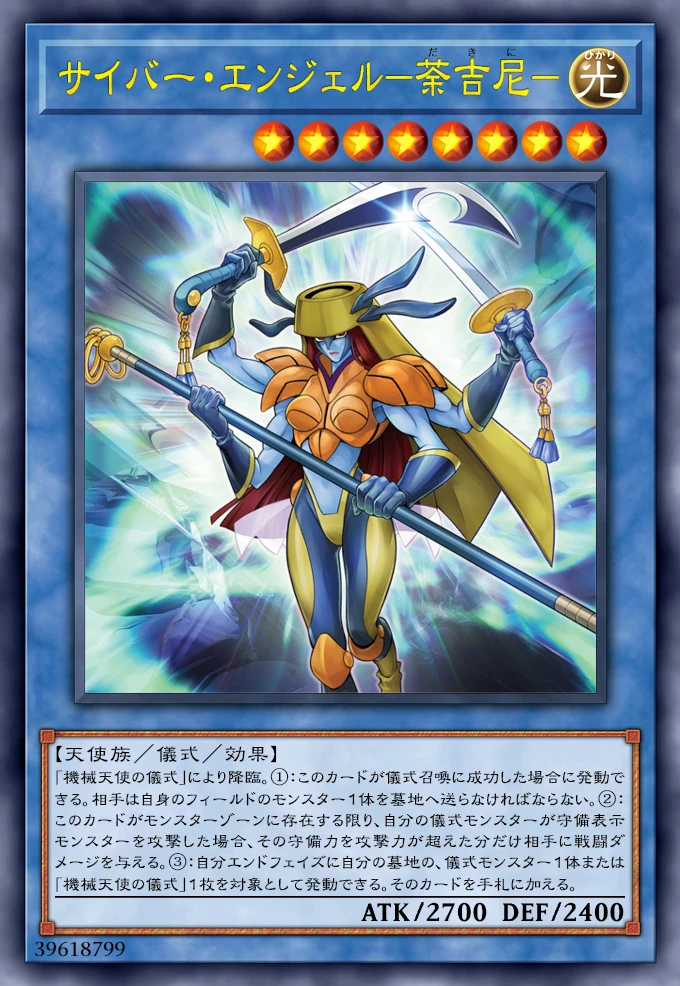 だきに
サイバー・エンジェル－荼吉尼－
ひかり
光
【天使族／儀式／効果】
「機械天使の儀式」により降臨。①：このカードが儀式召喚に成功した場合に発動で
きる。相手は自身のフィールドのモンスター１体を墓地へ送らなければならない。②：
このカードがモンスターゾーンに存在する限り、自分の儀式モンスターが守備表示
モンスターを攻撃した場合、その守備力を攻撃力が超えた分だけ相手に戦闘ダ
メージを与える。③：自分エンドフェイズに自分の墓地の、儀式モンスター１体または
「機械天使の儀式」１枚を対象として発動できる。そのカードを手札に加える。
ATK/2700 DEF/2400
39618799